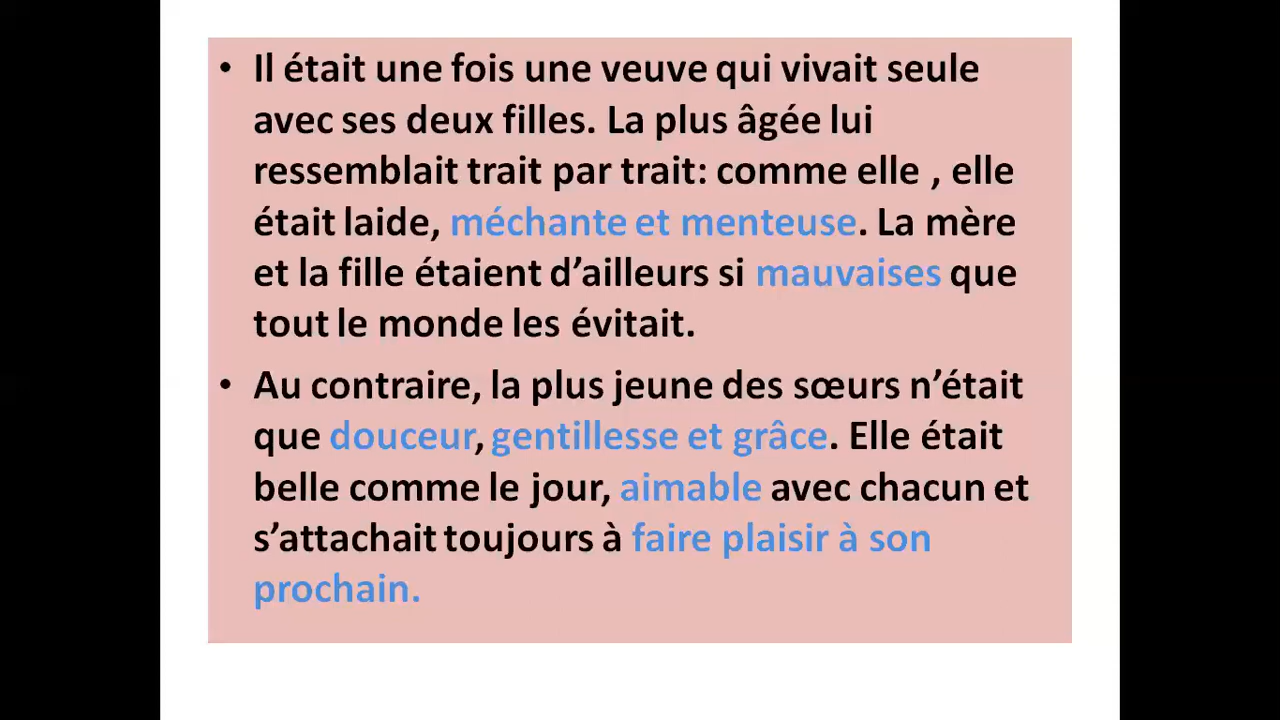 • Il était une fois une veuve qui vivait seule
avec ses deux filles. La plus âgée lui
ressemblait trait par trait: comme elle , elle
était laide, méchante et menteuse. La mère
et la fille étaient d’ailleurs si mauvaises que
tout le monde les évitait.
• Au contraire, la plus jeune des sœurs n’était
que douceur, gentillesse et grâce. Elle était
belle comme le jour, aimable avec chacun et
s’attachait toujours à faire plaisir à son
prochain.